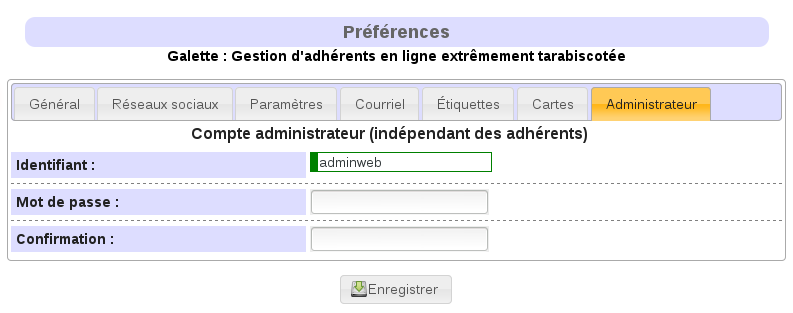 Préférences
Galette : Gestion d'adhérents en ligne extrêmement tarabiscotée
Général Réseaux sociaux Paramètres Courriel Étiquettes Cartes Administrateur
Compte administrateur (indépendant des adhérents)
Identifiant : adminweb
Mot de passe :
Confirmation :
Enregistrer